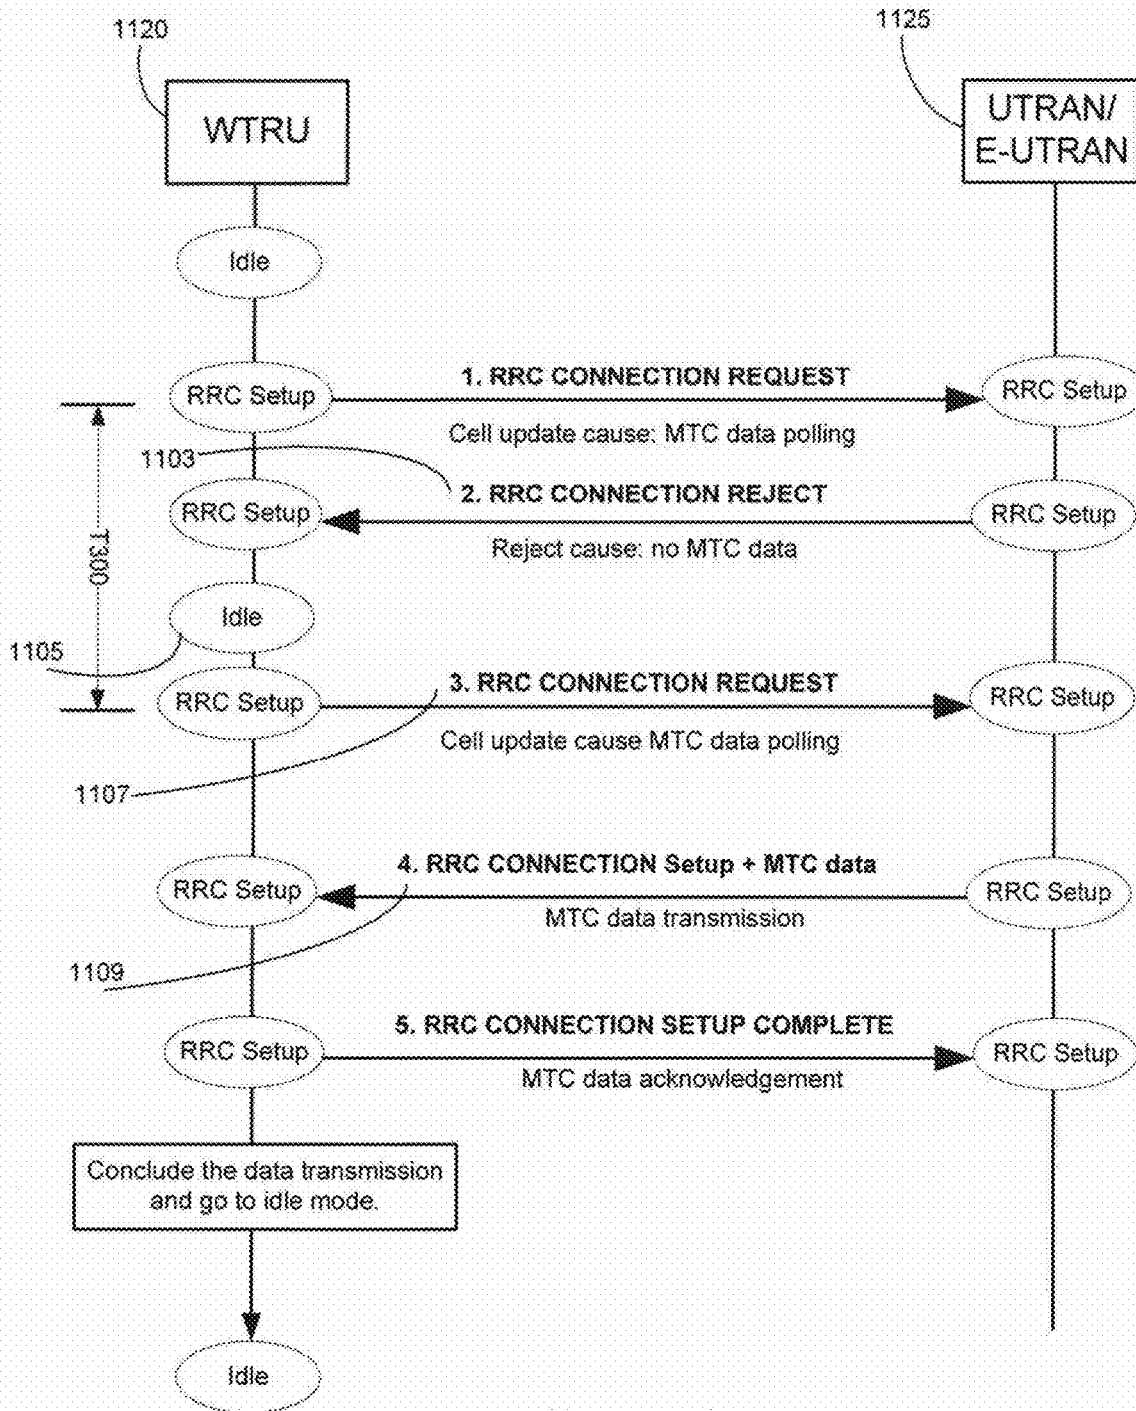 1120
1125
WTRU
UTRAN/
E-UTRAN
Idle
1. RRC CONNECTION REQUEST
RRC Setup
RRC Setup
Cell update cause: MTC data polling
1103
2. RRC CONNECTION REJECT
RRC Setup
RRC Setup
Reject cause: no MTC data
T300
Idle
1105
3. RRC CONNECTION REQUEST
RRC Setup
RRC Setup
Cell update cause MTC data polling
1107
4. RRC CONNECTION Setup + MTC data
RRC Setup
RRC Setup
MTC data transmission
1109
5. RRC CONNECTION SETUP COMPLETE
RRC Setup
RRC Setup
MTC data acknowledgement
Conclude the data transmission
and go to idle mode.
Idle